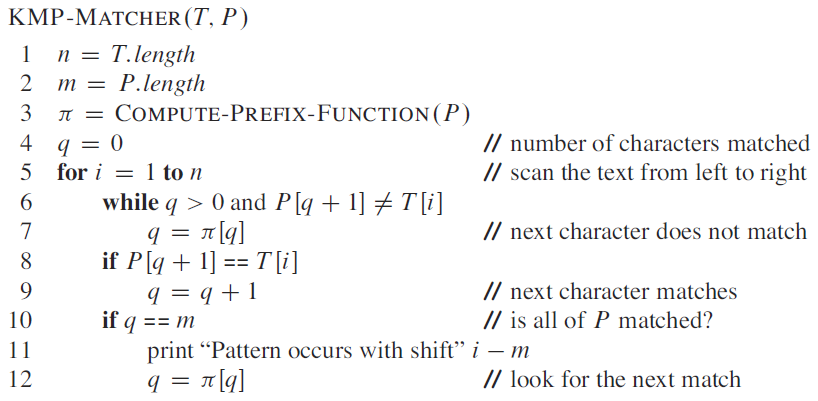 KMP-MATCHER(T, P)
1 n = T.length
2 m = P.length
3 π = COMPUTE-PREFIX-FUNCTION(P)
4 q = 0 // number of characters matched
5 for i = 1 to n // scan the text from left to right
6 while q > 0 and P[q + 1] ≠ T[i]
7 q = π[q] // next character does not match
8 if P[q + 1] == T[i]
9 q = q + 1 // next character matches
10 if q == m // is all of P matched?
11 print “Pattern occurs with shift” i − m
12 q = π[q] // look for the next match